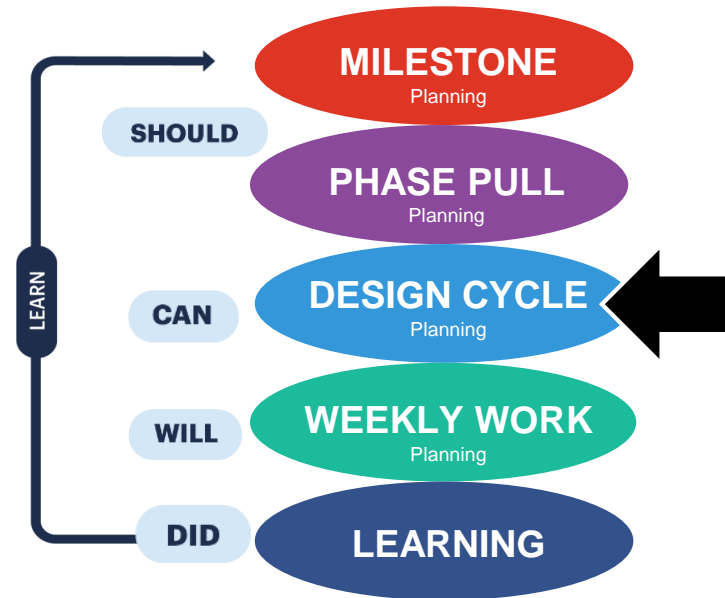 MILESTONE
Planning
SHOULD
PHASE PULL
Planning
LEARN
DESIGN CYCLE
CAN
Planning
WEEKLY WORK
WILL
Planning
DID
LEARNING